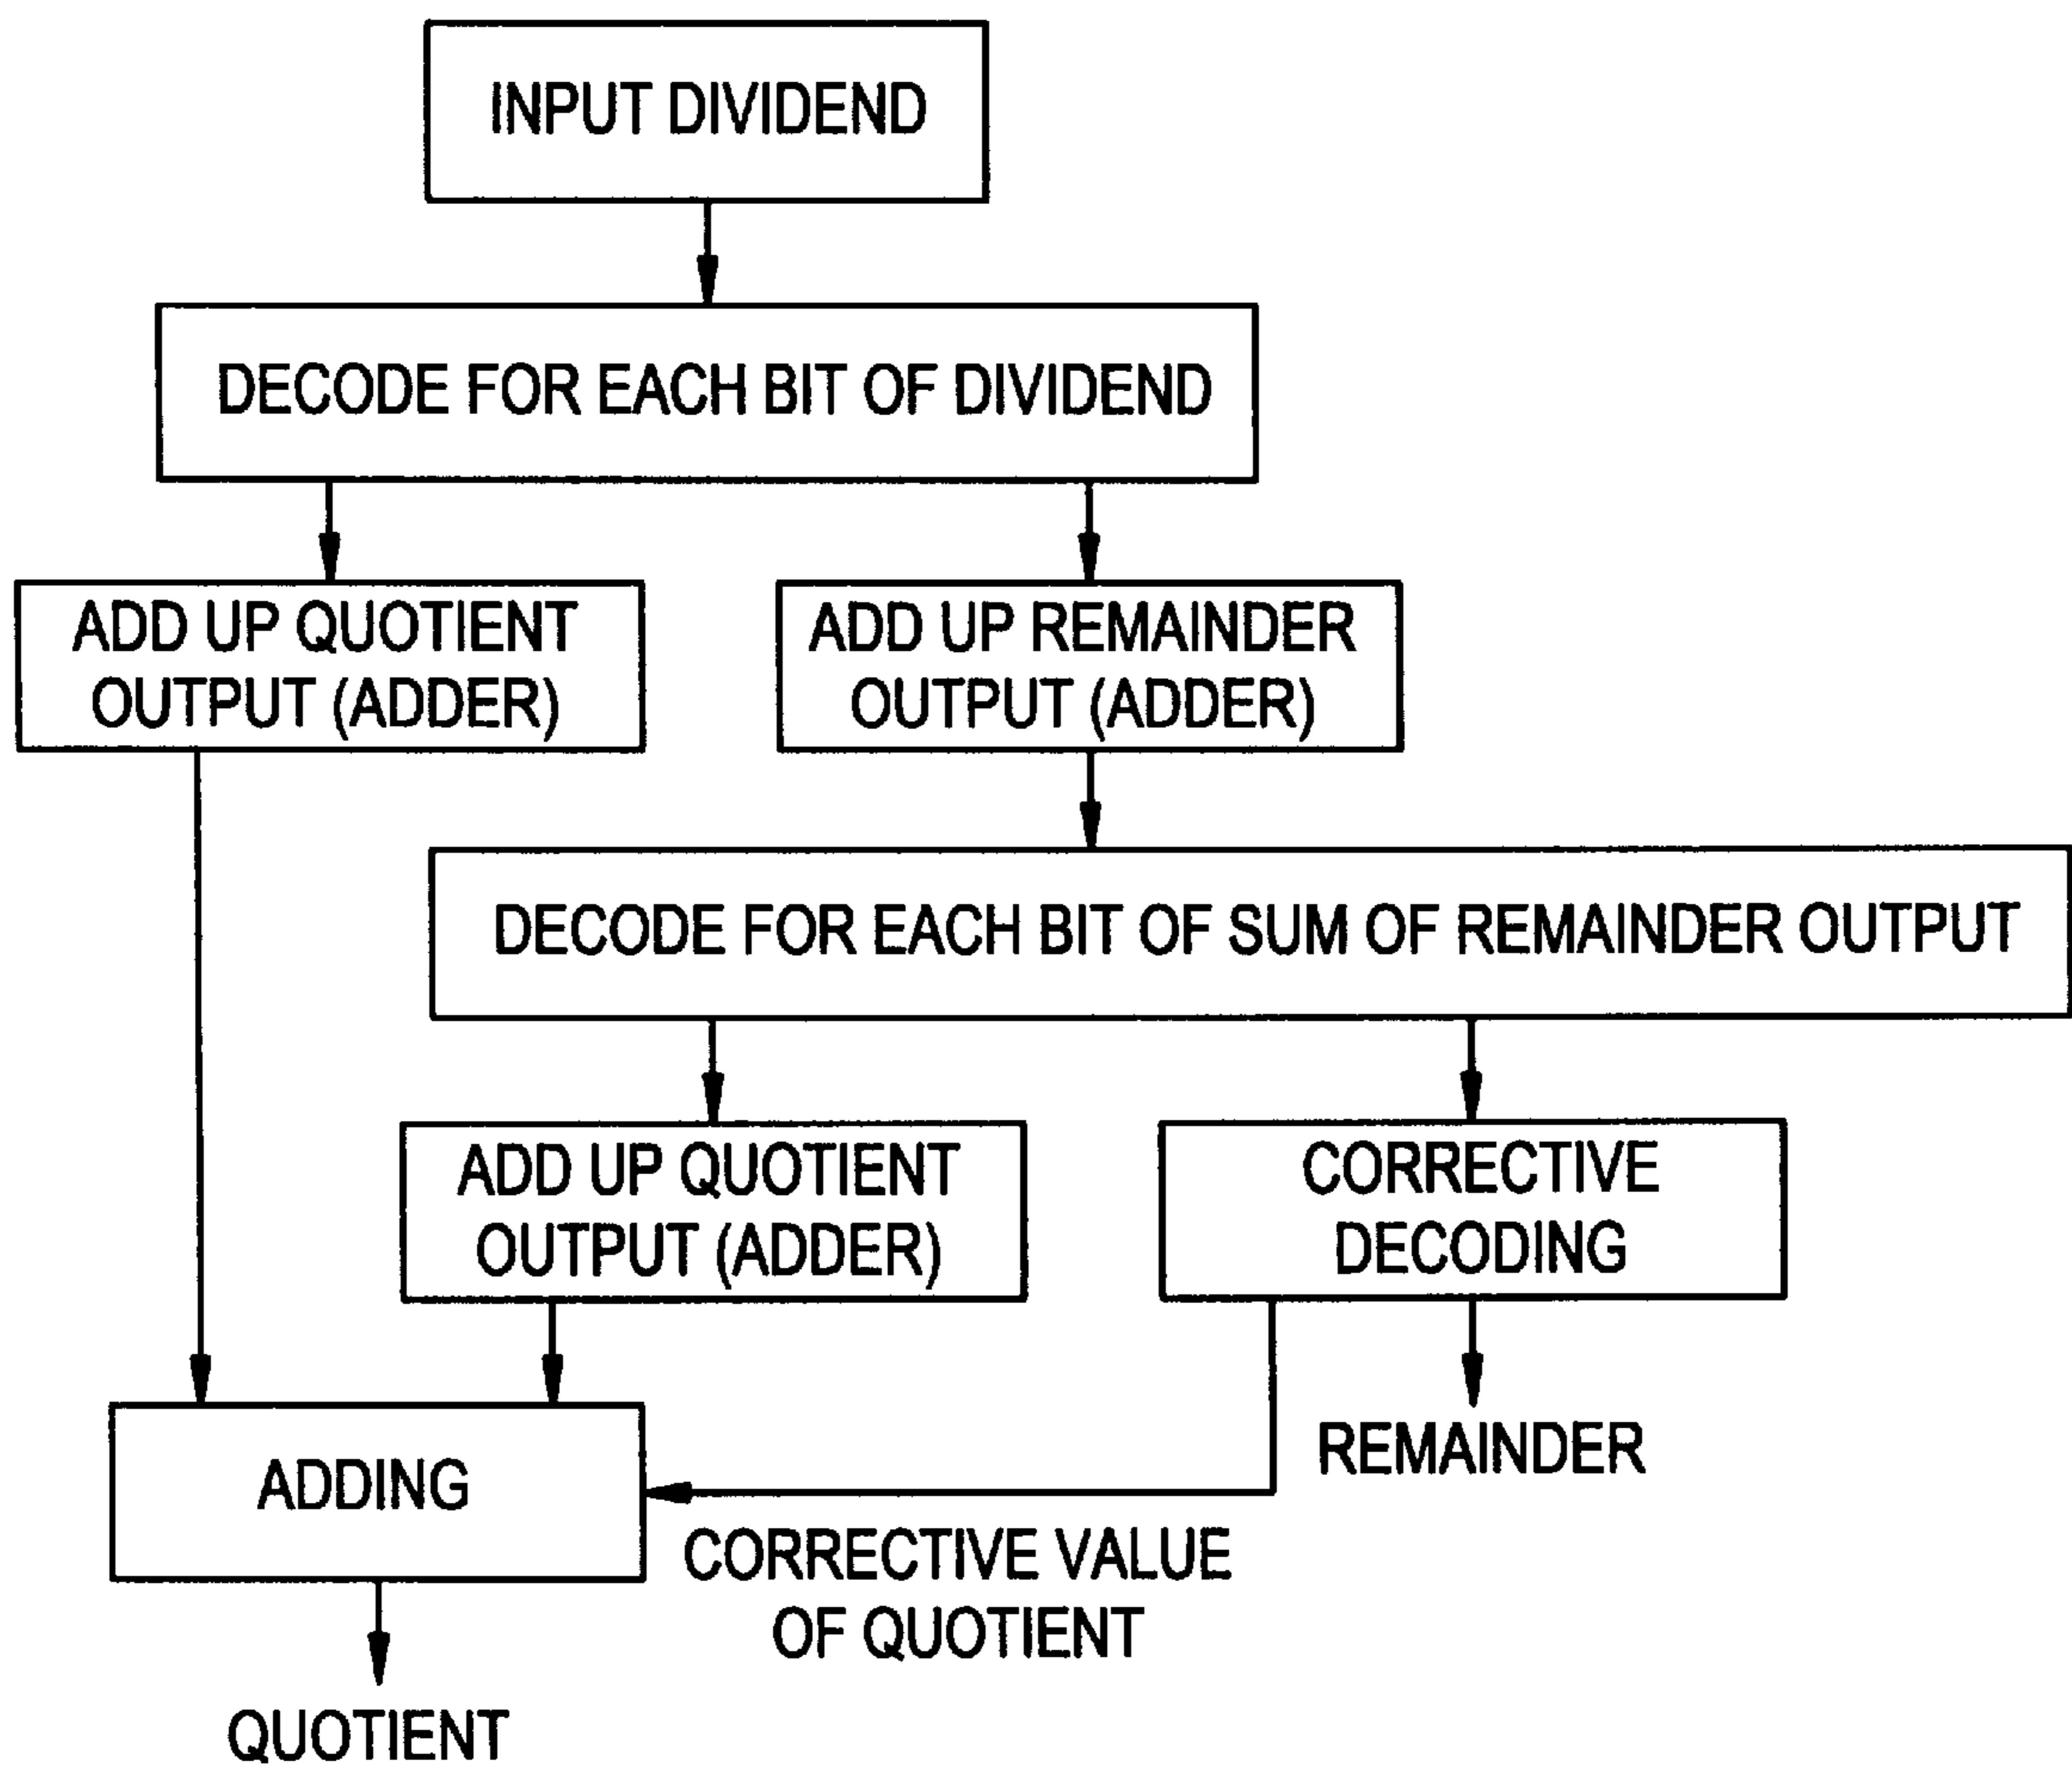 INPUT DIVIDEND
DECODE FOR EACH BIT OF DIVIDEND
ADD UP QUOTIENT
OUTPUT (ADDER)
ADD UP REMAINDER
OUTPUT (ADDER)
DECODE FOR EACH BIT OF SUM OF REMAINDER OUTPUT
ADD UP QUOTIENT
OUTPUT (ADDER)
CORRECTIVE
DECODING
ADDING
REMAINDER
CORRECTIVE VALUE
OF QUOTIENT
QUOTIENT